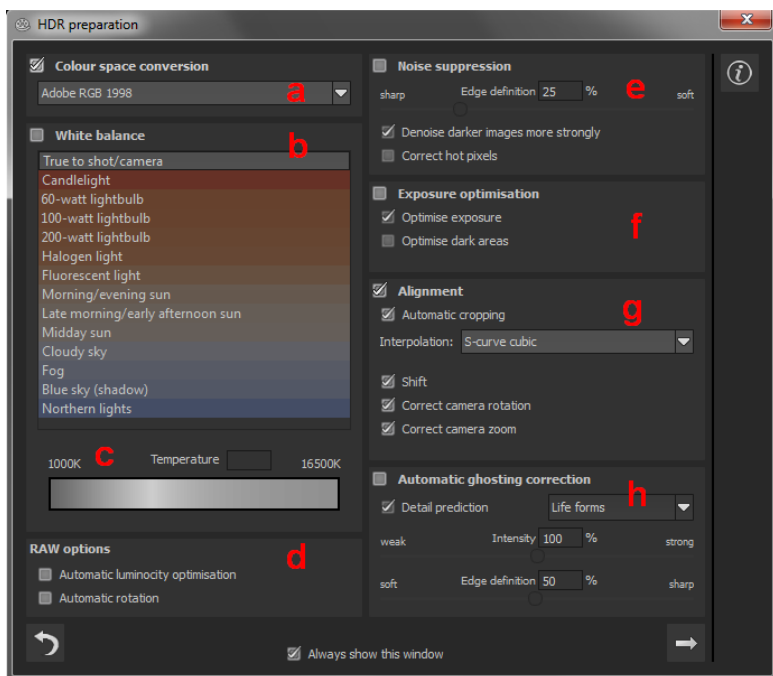 HDR preparation
Colour space conversion
Adobe RGB 1998
a
White balance
b
True to shot/camera
Candlelight
60-watt lightbulb
100-watt lightbulb
200-watt lightbulb
Halogen light
Fluorescent light
Morning/evening sun
Late morning/early afternoon sun
Midday sun
Cloudy sky
Fog
Blue sky (shadow)
Northern lights
c
1000K Temperature 16500K
RAW options
d
Automatic luminocity optimisation
Automatic rotation
Noise suppression
e
sharp Edge definition 25 % soft
Denoise darker images more strongly
Correct hot pixels
Exposure optimisation
f
Optimise exposure
Optimise dark areas
Alignment
g
Automatic cropping
Interpolation: S-curve cubic
Shift
Correct camera rotation
Correct camera zoom
Automatic ghosting correction
h
Detail prediction Life forms
weak Intensity 100 % strong
soft Edge definition 50 % sharp
Always show this window